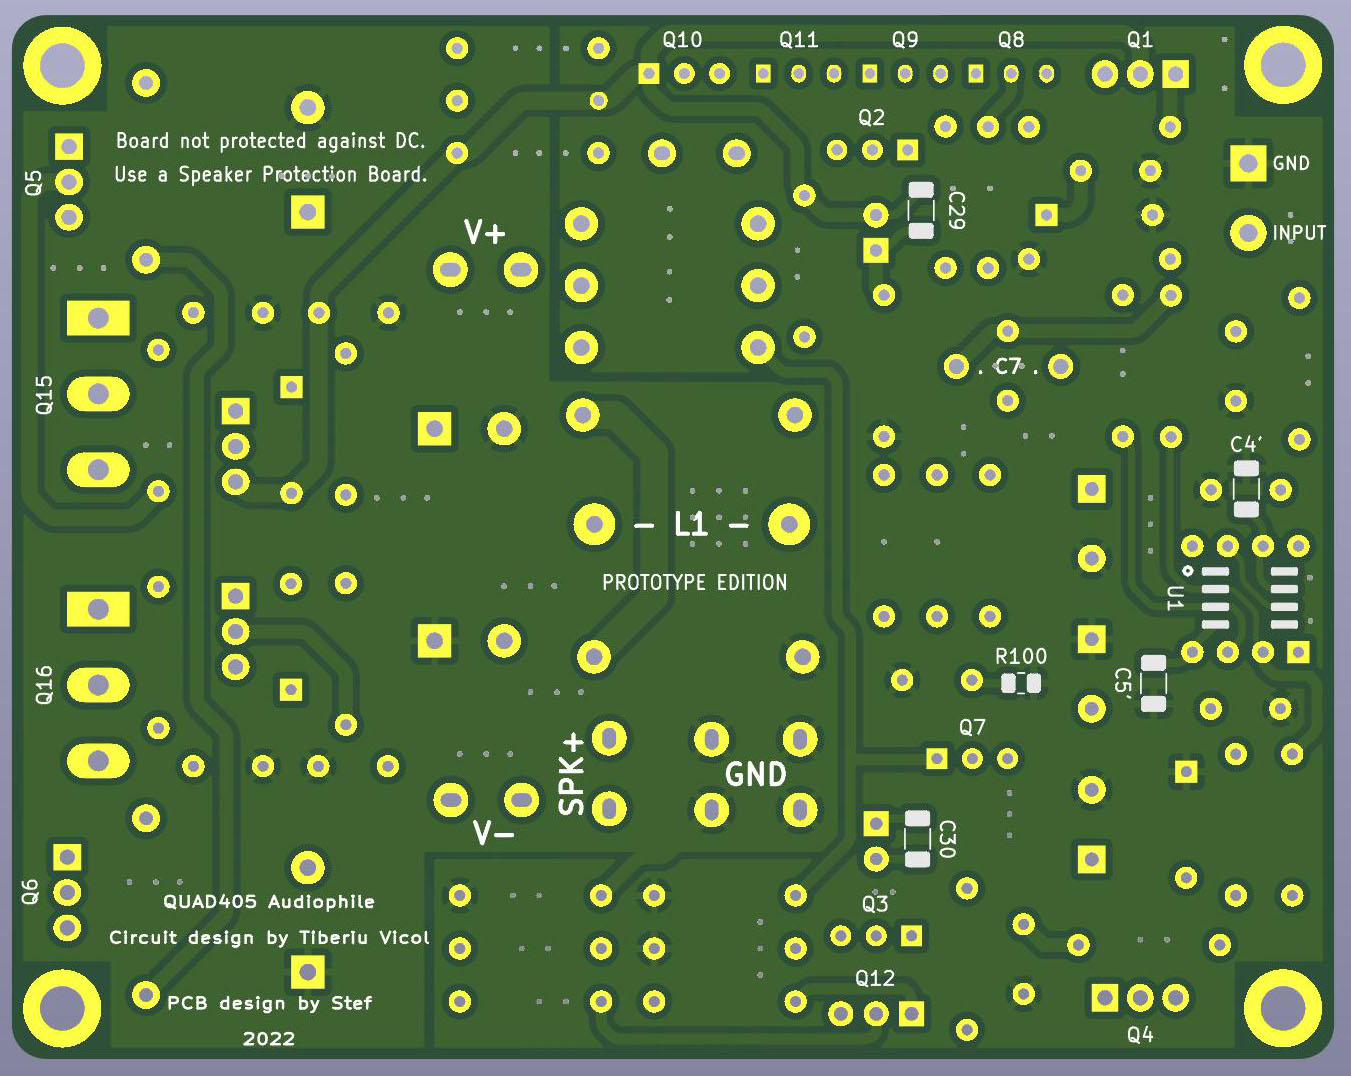 Q10
Q11
Q9
Q8
Q1
Q2
Board not protected against DC.
Use a Speaker Protection Board.
Q5
GND
INPUT
C29
V+
C7
Q15
C4′
- L1 -
PROTOTYPE EDITION
U1
R100
C5′
Q16
Q7
SPK+
GND
V-
C30
Q6
QUAD405 Audiophile
Circuit design by Tiberiu Vicol
PCB design by Stef
2022
Q3
Q12
Q4